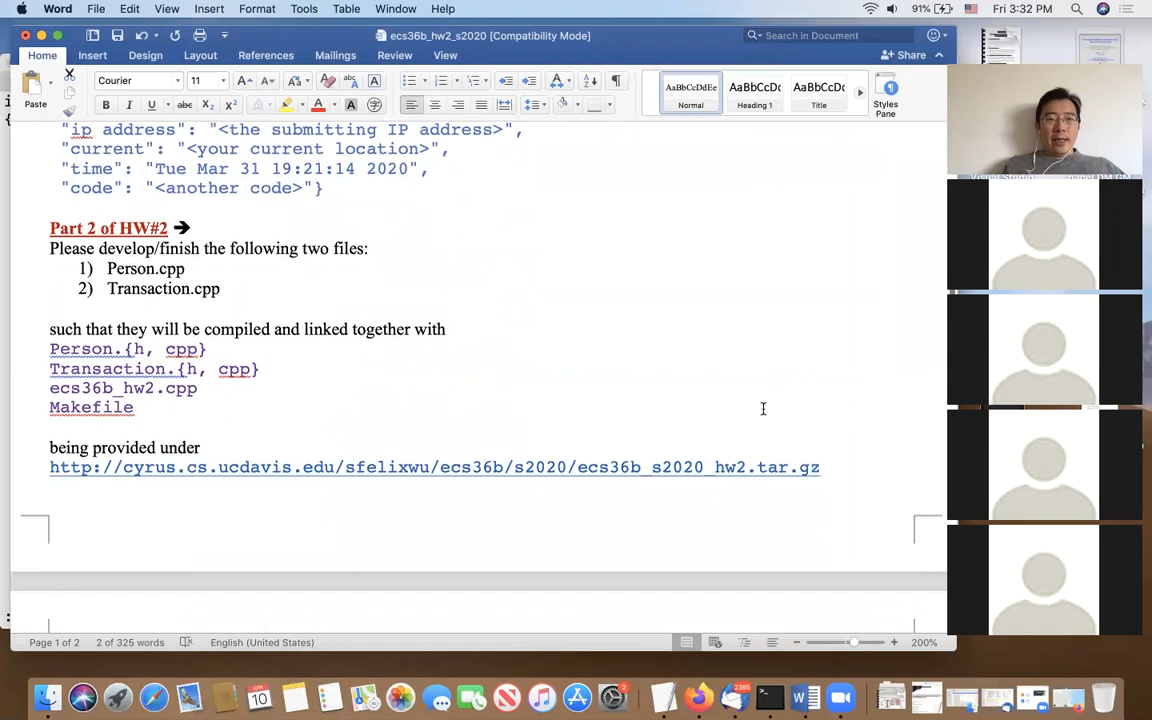 Word File Edit View Insert Format Tools Table Window Help
91% Fri 3:32 PM
ecs36b_hw2_s2020 [Compatibility Mode]
Search in Document
Home Insert Design Layout References Mailings Review View
Share
Paste
Courier 11
AaBbCcDdEe AaBbCcDc AaBbCcDc
Normal Heading 1 Title
Styles
Pane
"ip address": "<the submitting IP address>",
"current": "<your current location>",
"time": "Tue Mar 31 19:21:14 2020",
"code": "<another code>"}
Part 2 of HW#2 ➔
Please develop/finish the following two files:
1) Person.cpp
2) Transaction.cpp
such that they will be compiled and linked together with
Person.{h, cpp}
Transaction.{h, cpp}
ecs36b_hw2.cpp
Makefile
being provided under
http://cyrus.cs.ucdavis.edu/sfelixwu/ecs36b/s2020/ecs36b_s2020_hw2.tar.gz
Page 1 of 2 2 of 325 words English (United States) 200%
APR
10
2385
2